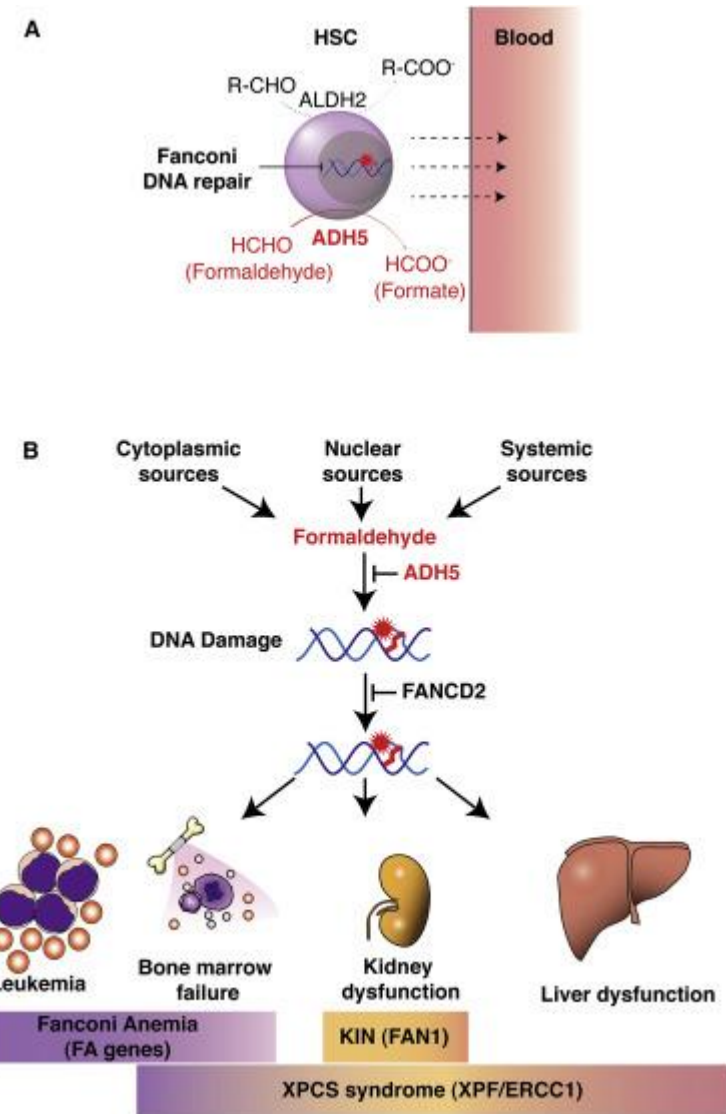 A
HSC
Blood
R-CHO
R-COO-
ALDH2
Fanconi
DNA repair
HCHO
(Formaldehyde)
ADH5
HCOO-
(Formate)
B
Cytoplasmic
sources
Nuclear
sources
Systemic
sources
Formaldehyde
ADH5
DNA Damage
FANCD2
eukemia
Bone marrow
failure
Kidney
dysfunction
Liver dysfunction
Fanconi Anemia
(FA genes)
KIN (FAN1)
XPCS syndrome (XPF/ERCC1)